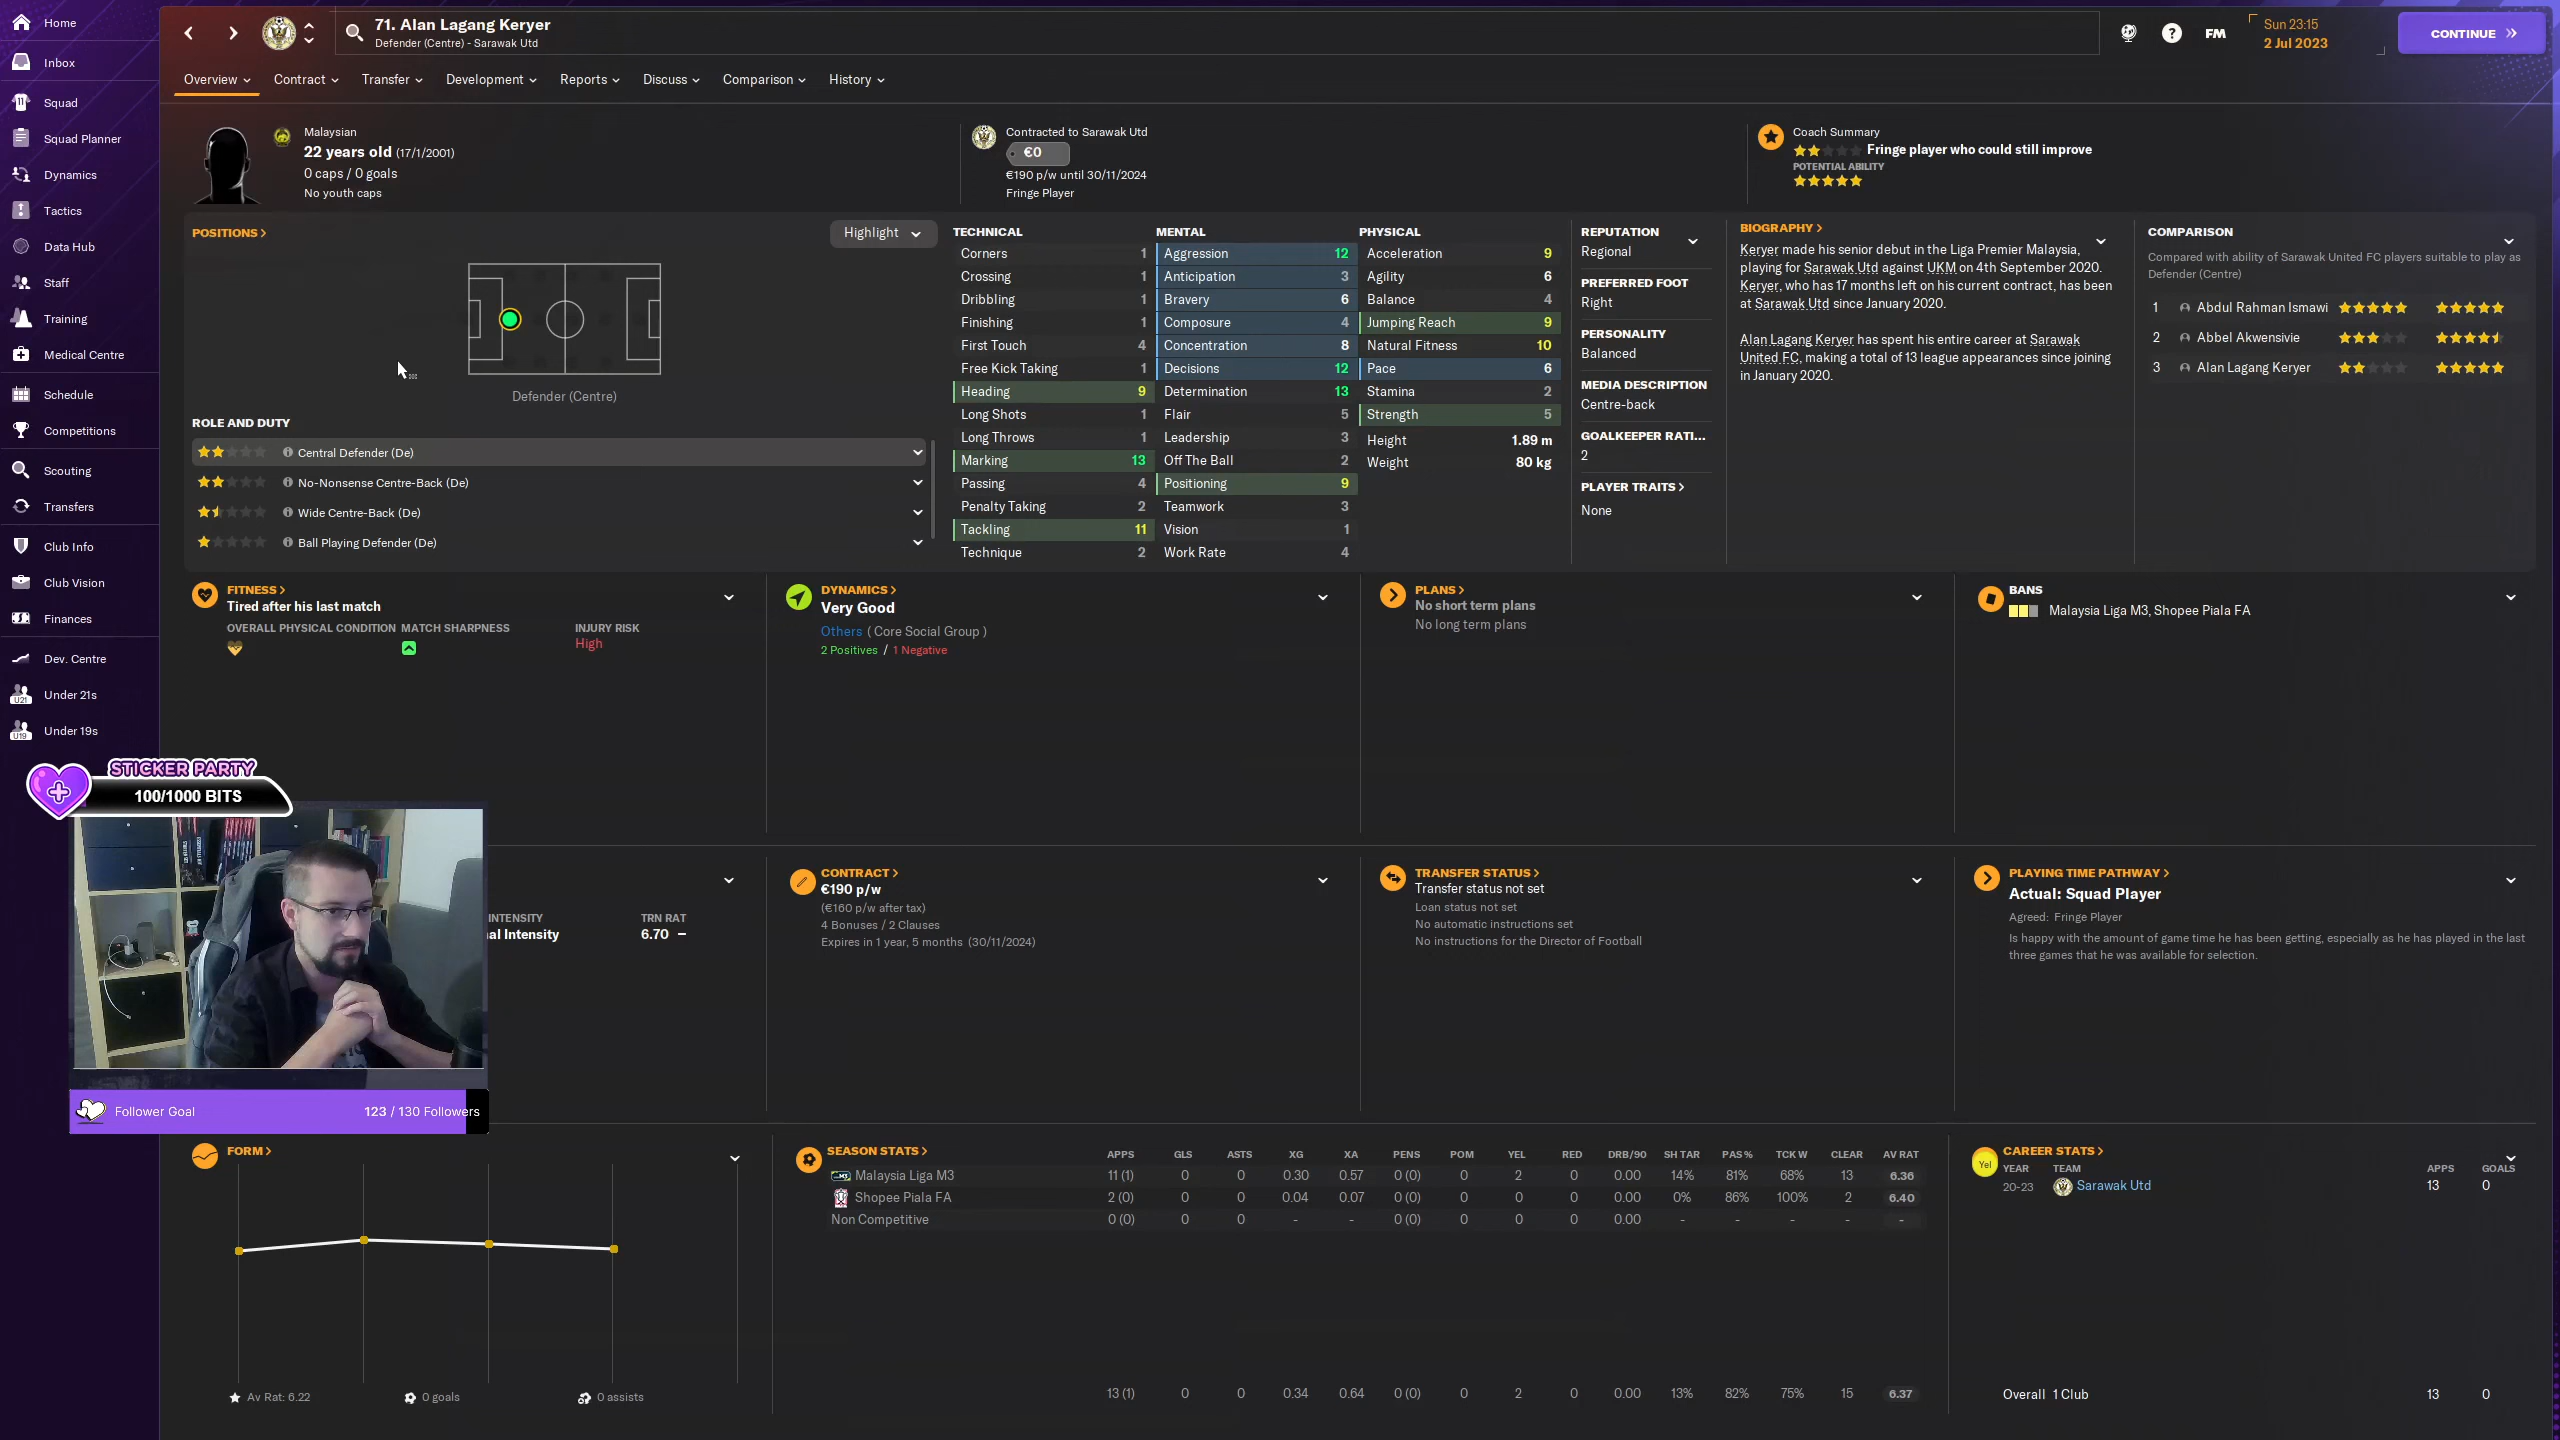 Home
Inbox
Squad
Squad Planner
Dynamics
Tactics
Data Hub
Staff
Training
Medical Centre
Schedule
Competitions
Scouting
Transfers
Club Info
Club Vision
Finances
Dev. Centre
Under 21s
Under 19s
71. Alan Lagang Keryer
Defender (Centre) - Sarawak Utd
FM
Sun 23:15
2 Jul 2023
CONTINUE
Overview
Contract
Transfer
Development
Reports
Discuss
Comparison
History
Malaysian
22 years old (17/1/2001)
0 caps / 0 goals
No youth caps
Contracted to Sarawak Utd
€0
€190 p/w until 30/11/2024
Fringe Player
Coach Summary
Fringe player who could still improve
POTENTIAL ABILITY
POSITIONS
Highlight
Defender (Centre)
ROLE AND DUTY
Central Defender (De)
No-Nonsense Centre-Back (De)
Wide Centre-Back (De)
Ball Playing Defender (De)
TECHNICAL
Corners 1
Crossing 1
Dribbling 1
Finishing 1
First Touch 4
Free Kick Taking 1
Heading 9
Long Shots 1
Long Throws 1
Marking 13
Passing 4
Penalty Taking 2
Tackling 11
Technique 2
MENTAL
Aggression 12
Anticipation 3
Bravery 6
Composure 4
Concentration 8
Decisions 12
Determination 13
Flair 5
Leadership 3
Off The Ball 2
Positioning 9
Teamwork 3
Vision 1
Work Rate 4
PHYSICAL
Acceleration 9
Agility 6
Balance 4
Jumping Reach 9
Natural Fitness 10
Pace 6
Stamina 2
Strength 5
Height 1.89 m
Weight 80 kg
REPUTATION
Regional
PREFERRED FOOT
Right
PERSONALITY
Balanced
MEDIA DESCRIPTION
Centre-back
GOALKEEPER RATI...
2
PLAYER TRAITS
None
BIOGRAPHY
Keryer made his senior debut in the Liga Premier Malaysia,
playing for Sarawak Utd against UKM on 4th September 2020.
Keryer, who has 17 months left on his current contract, has been
at Sarawak Utd since January 2020.
Alan Lagang Keryer has spent his entire career at Sarawak
United FC, making a total of 13 league appearances since joining
in January 2020.
COMPARISON
Compared with ability of Sarawak United FC players suitable to play as
Defender (Centre)
1 Abdul Rahman Ismawi
2 Abbel Akwensivie
3 Alan Lagang Keryer
FITNESS
Tired after his last match
OVERALL PHYSICAL CONDITION MATCH SHARPNESS INJURY RISK
High
DYNAMICS
Very Good
Others ( Core Social Group )
2 Positives / 1 Negative
PLANS
No short term plans
No long term plans
BANS
Malaysia Liga M3, Shopee Piala FA
STICKER PARTY
100/1000 BITS
Follower Goal 123 / 130 Followers
INTENSITY TRN RAT
al Intensity 6.70 –
CONTRACT
€190 p/w
(€160 p/w after tax)
4 Bonuses / 2 Clauses
Expires in 1 year, 5 months (30/11/2024)
TRANSFER STATUS
Transfer status not set
Loan status not set
No automatic instructions set
No instructions for the Director of Football
PLAYING TIME PATHWAY
Actual: Squad Player
Agreed: Fringe Player
Is happy with the amount of game time he has been getting, especially as he has played in the last
three games that he was available for selection.
FORM
Av Rat: 6.22 0 goals 0 assists
SEASON STATS APPS GLS ASTS XG XA PENS POM YEL RED DRB/90 SH TAR PAS % TCK W CLEAR AV RAT
Malaysia Liga M3 11 (1) 0 0 0.30 0.57 0 (0) 0 2 0 0.00 14% 81% 68% 13 6.36
Shopee Piala FA 2 (0) 0 0 0.04 0.07 0 (0) 0 0 0 0.00 0% 86% 100% 2 6.40
Non Competitive 0 (0) 0 0 - - 0 (0) 0 0 0 0.00 - - - - -
13 (1) 0 0 0.34 0.64 0 (0) 0 2 0 0.00 13% 82% 75% 15 6.37
Yel
CAREER STATS
YEAR TEAM APPS GOALS
20-23 Sarawak Utd 13 0
Overall 1 Club 13 0